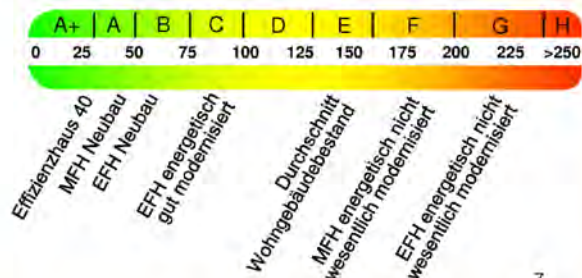 A+ A B C D E F G H
0 25 50 75 100 125 150 175 200 225 >250
Effizienzhaus 40
MFH Neubau
EFH Neubau
EFH energetisch
gut modernisiert
Durchschnitt
Wohngebäudebestand
MFH energetisch nicht
wesentlich modernisiert
EFH energetisch nicht
wesentlich modernisiert
7